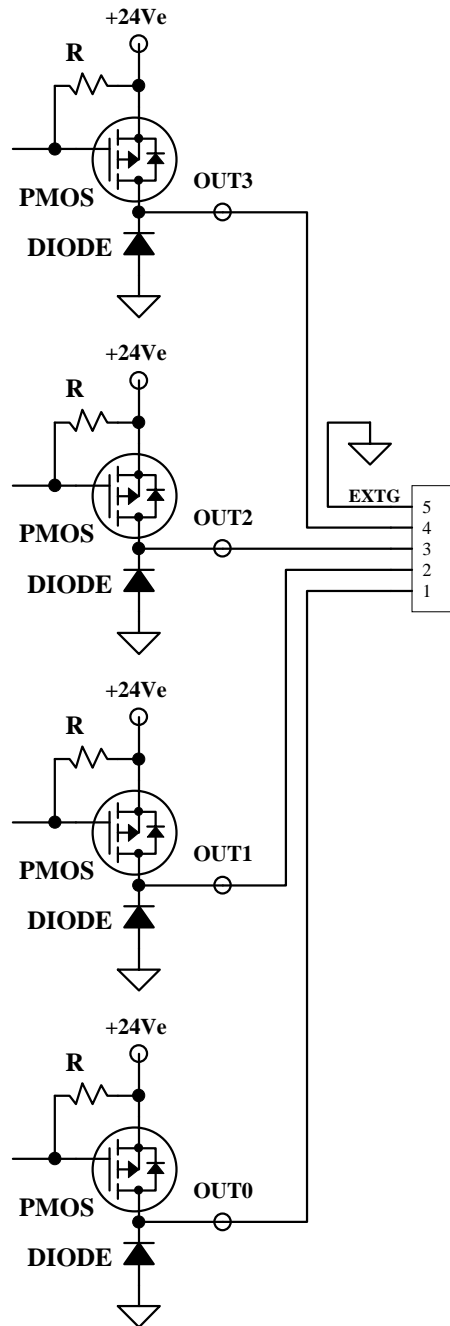 +24Ve
R
PMOS
OUT3
DIODE
+24Ve
R
EXTG
5
4
3
2
1
PMOS
OUT2
DIODE
+24Ve
R
PMOS
OUT1
DIODE
+24Ve
R
PMOS
OUT0
DIODE